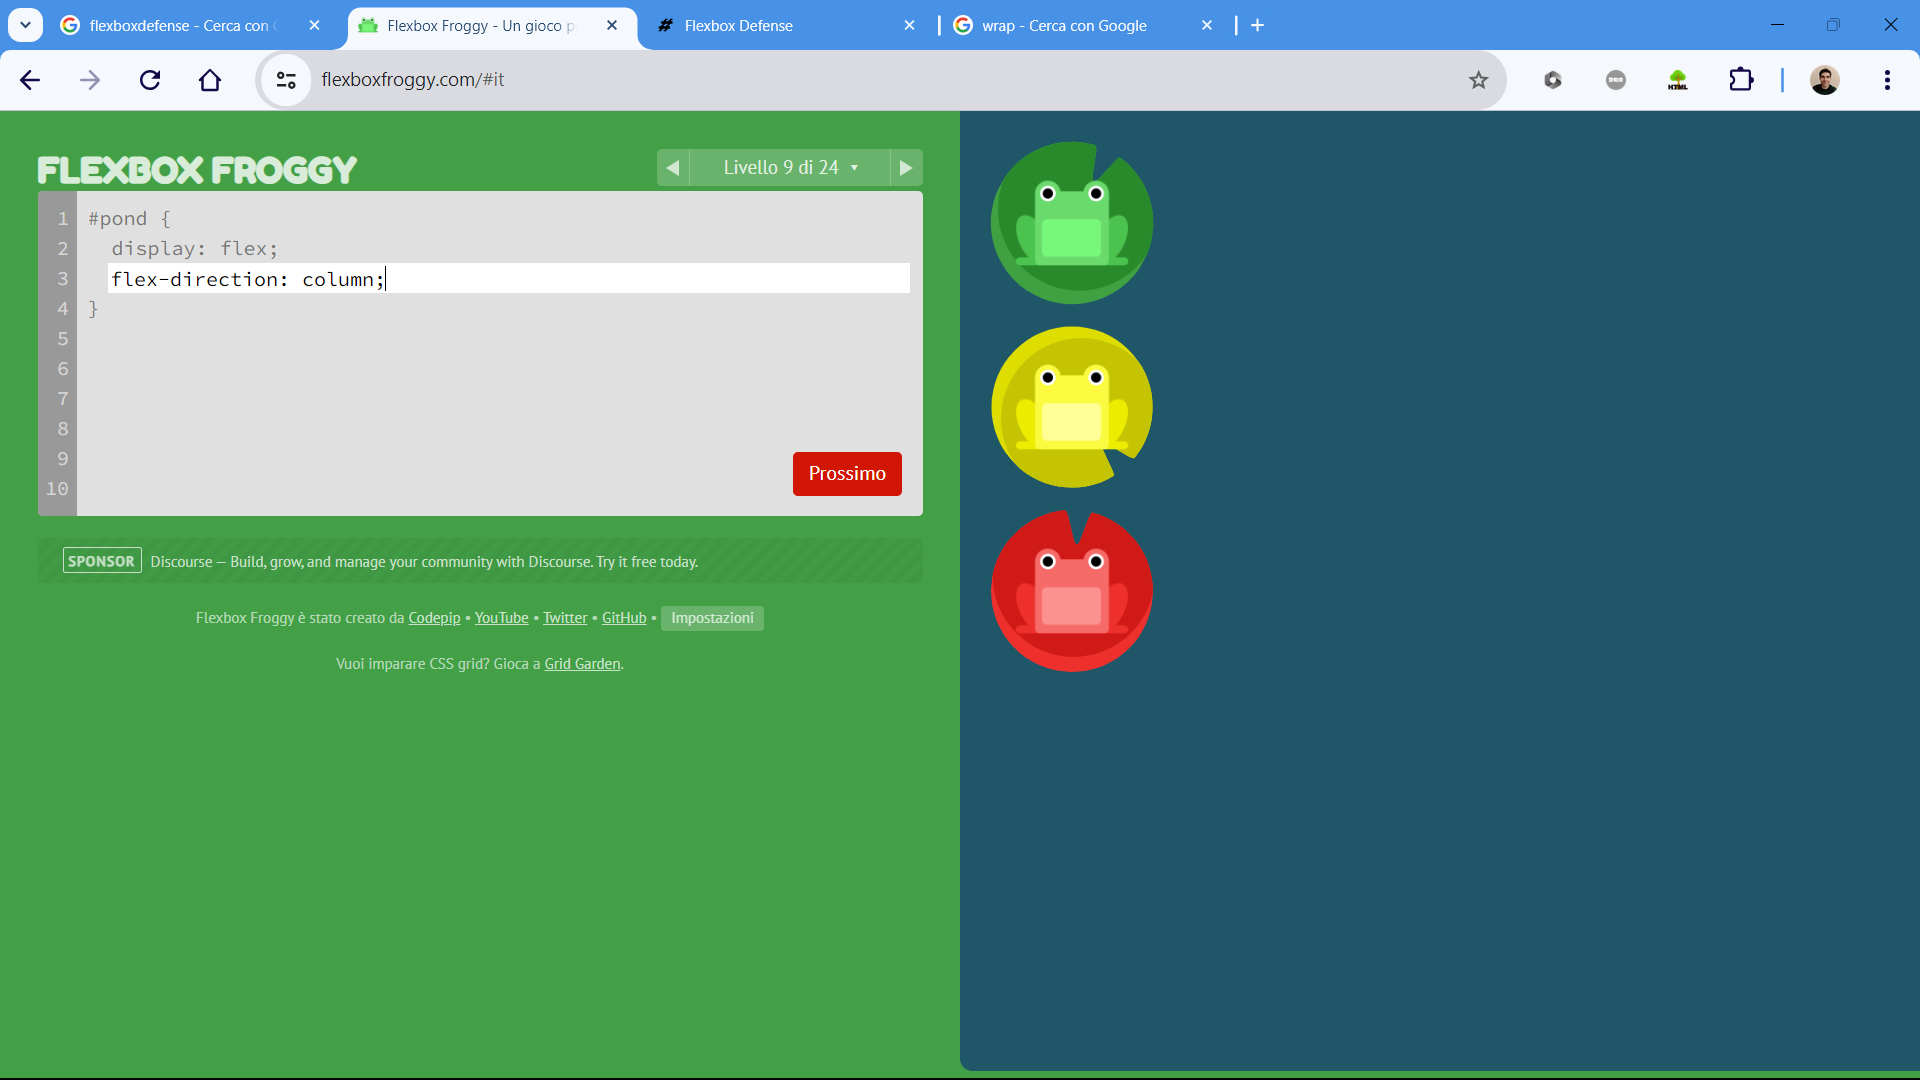 flexboxdefense - Cerca con
Flexbox Froggy - Un gioco p
Flexbox Defense
wrap - Cerca con Google
flexboxfroggy.com/#it
HTML
FLEXBOX FROGGY
Livello 9 di 24
1 #pond {
2 display: flex;
3 flex-direction: column;
4 }
5
6
7
8
9
10
Prossimo
SPONSOR Discourse — Build, grow, and manage your community with Discourse. Try it free today.
Flexbox Froggy è stato creato da Codepip • YouTube • Twitter • GitHub • Impostazioni
Vuoi imparare CSS grid? Gioca a Grid Garden.